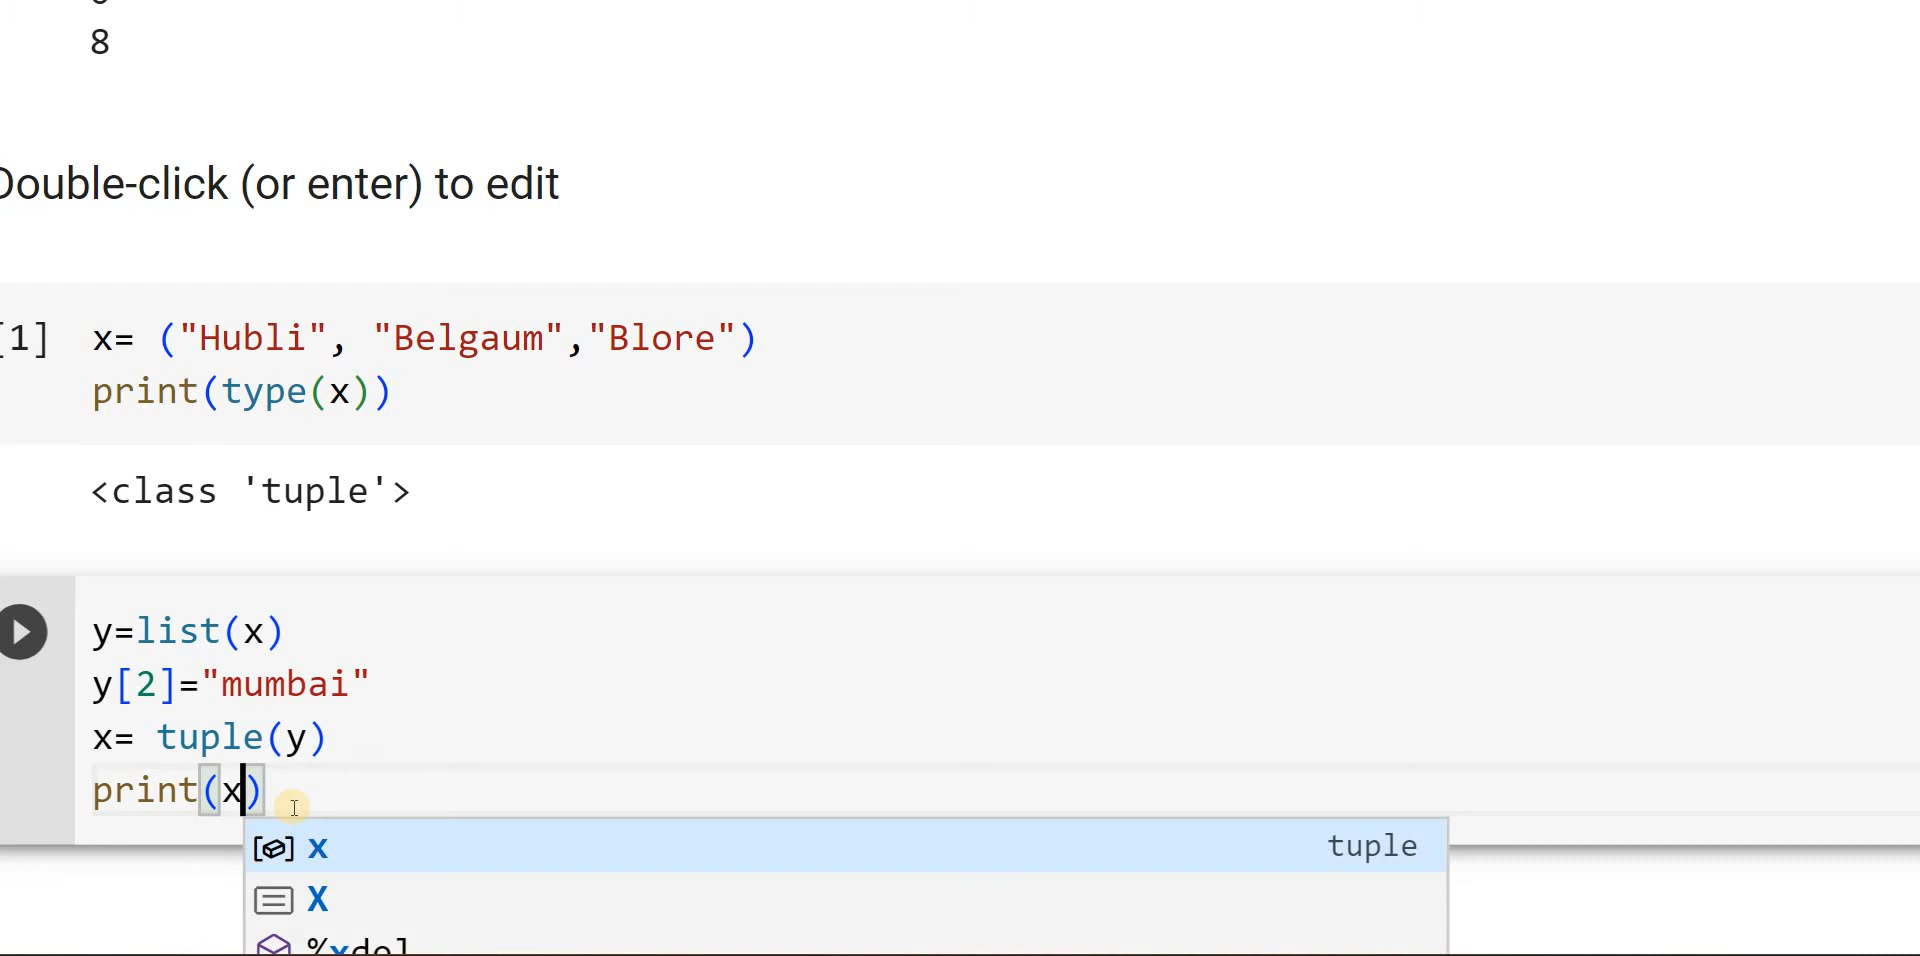 8
Double-click (or enter) to edit
[1] x= ("Hubli", "Belgaum","Blore")
print(type(x))
<class 'tuple'>
y=list(x)
y[2]="mumbai"
x= tuple(y)
print(x)
x tuple
X
%xdel